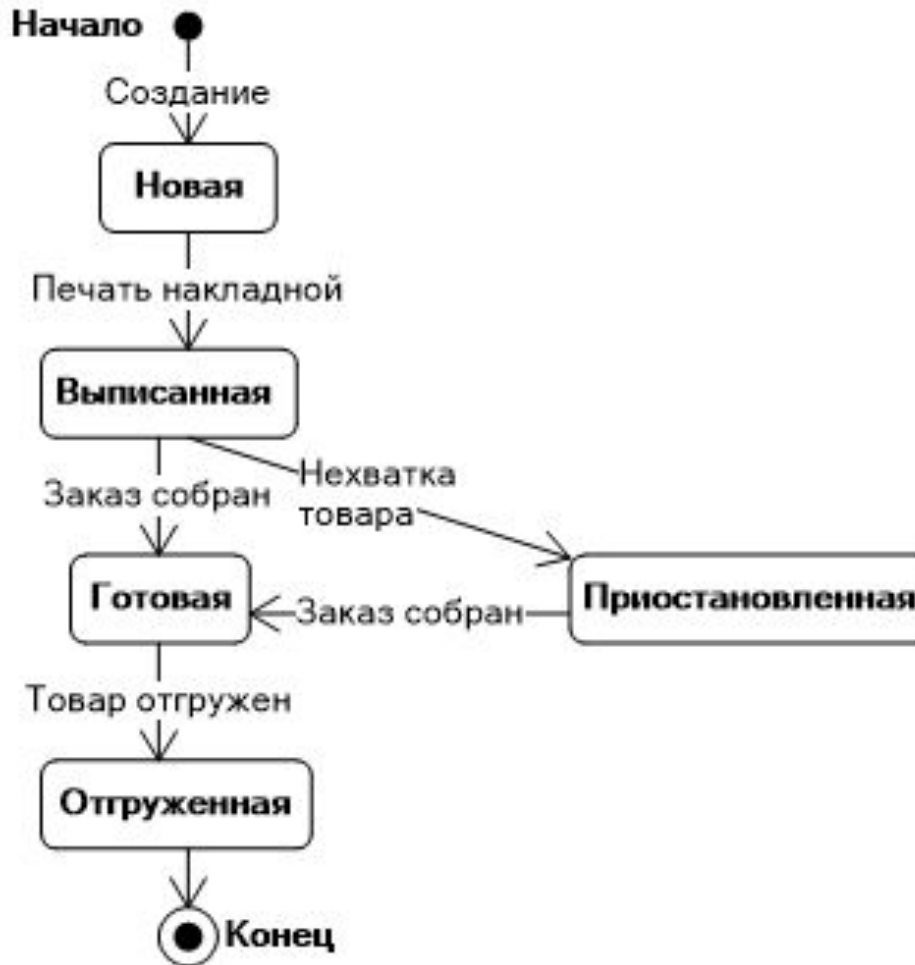 Начало
Создание
Новая
Печать накладной
Выписанная
Нехватка
товара
Заказ собран
Готовая
Заказ собран
Приостановленная
Товар отгружен
Отгруженная
Конец